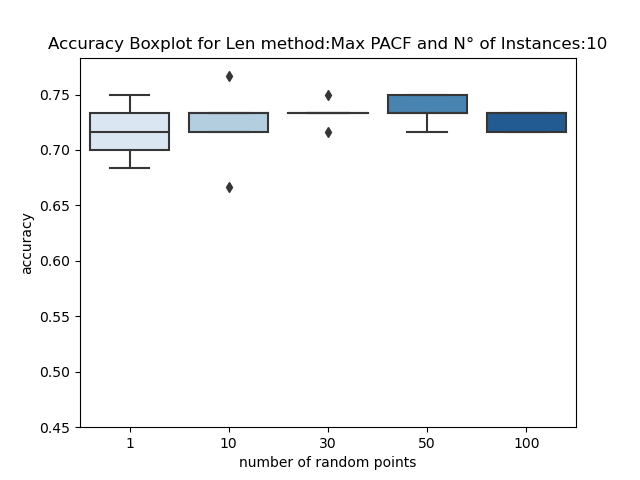 Accuracy Boxplot for Len method:Max PACF and N° of Instances:10
0.75
0.70
0.65
0.60
0.55
0.50
0.45
accuracy
1 10 30 50 100
number of random points